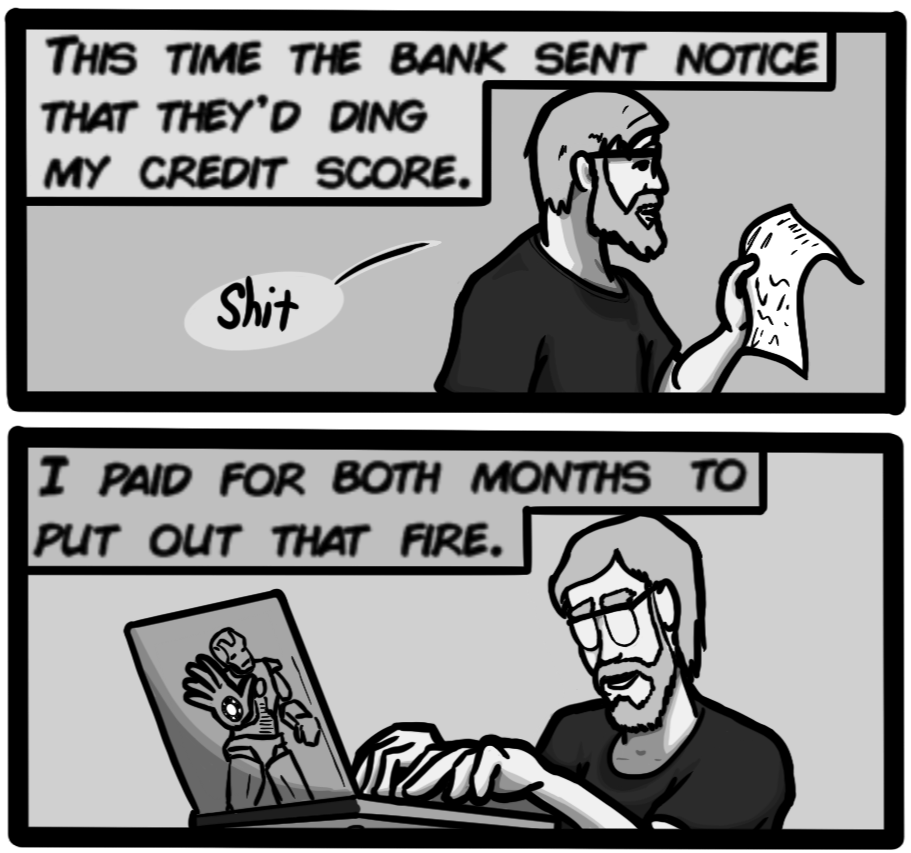 THIS TIME THE BANK SENT NOTICE
THAT THEY'D DING
MY CREDIT SCORE.
Shit
I PAID FOR BOTH MONTHS TO
PUT OUT THAT FIRE.